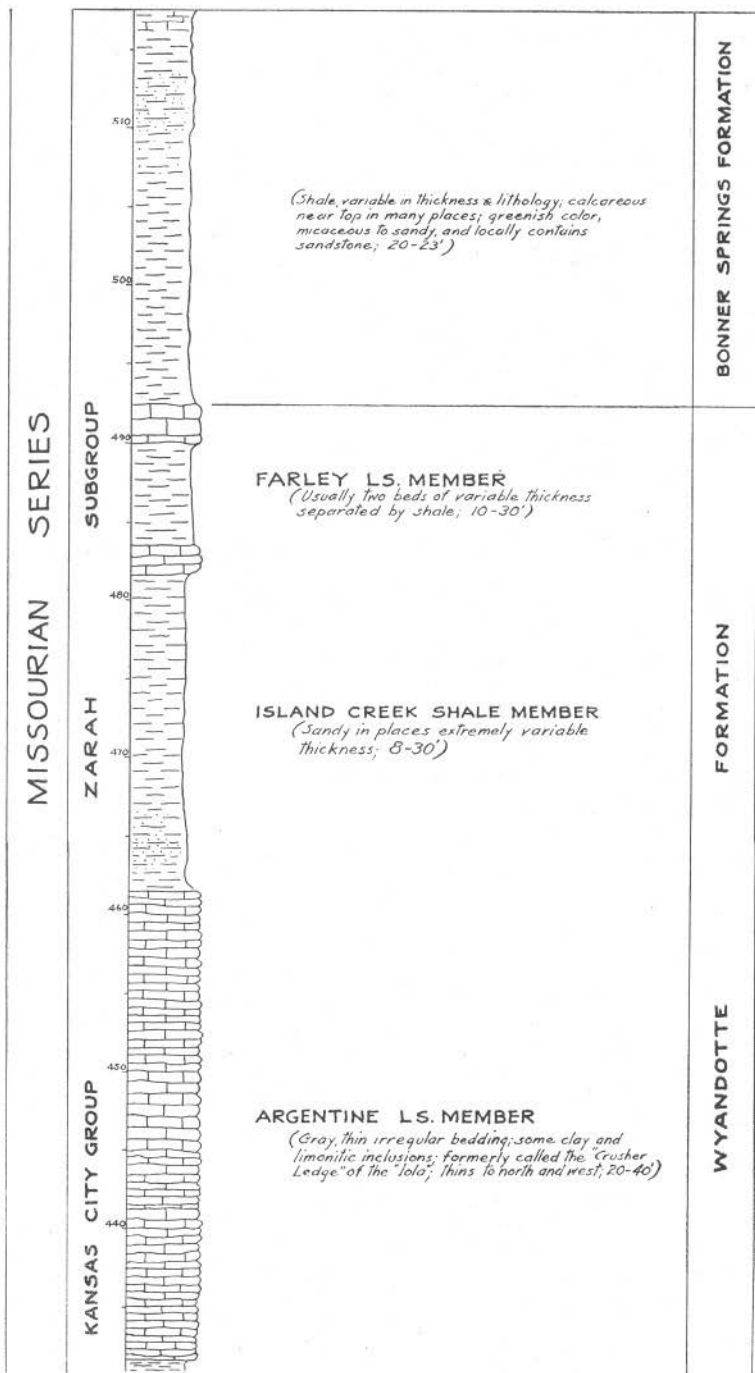 MISSOURIAN SERIES
KANSAS CITY GROUP
ZARAH SUBGROUP
510
500
490
480
470
460
450
440
(Shale, variable in thickness & lithology; calcareous
near top in many places; greenish color,
micaceous to sandy, and locally contains
sandstone; 20-23')
BONNER SPRINGS FORMATION
FARLEY LS. MEMBER
(Usually two beds of variable thickness
separated by shale; 10-30')
ISLAND CREEK SHALE MEMBER
(Sandy in places extremely variable
thickness; 8-30')
ARGENTINE LS. MEMBER
(Gray, thin irregular bedding; some clay and
limonitic inclusions; formerly called the "Crusher
Ledge" of the "Iola"; thins to north and west; 20-40')
WYANDOTTE FORMATION